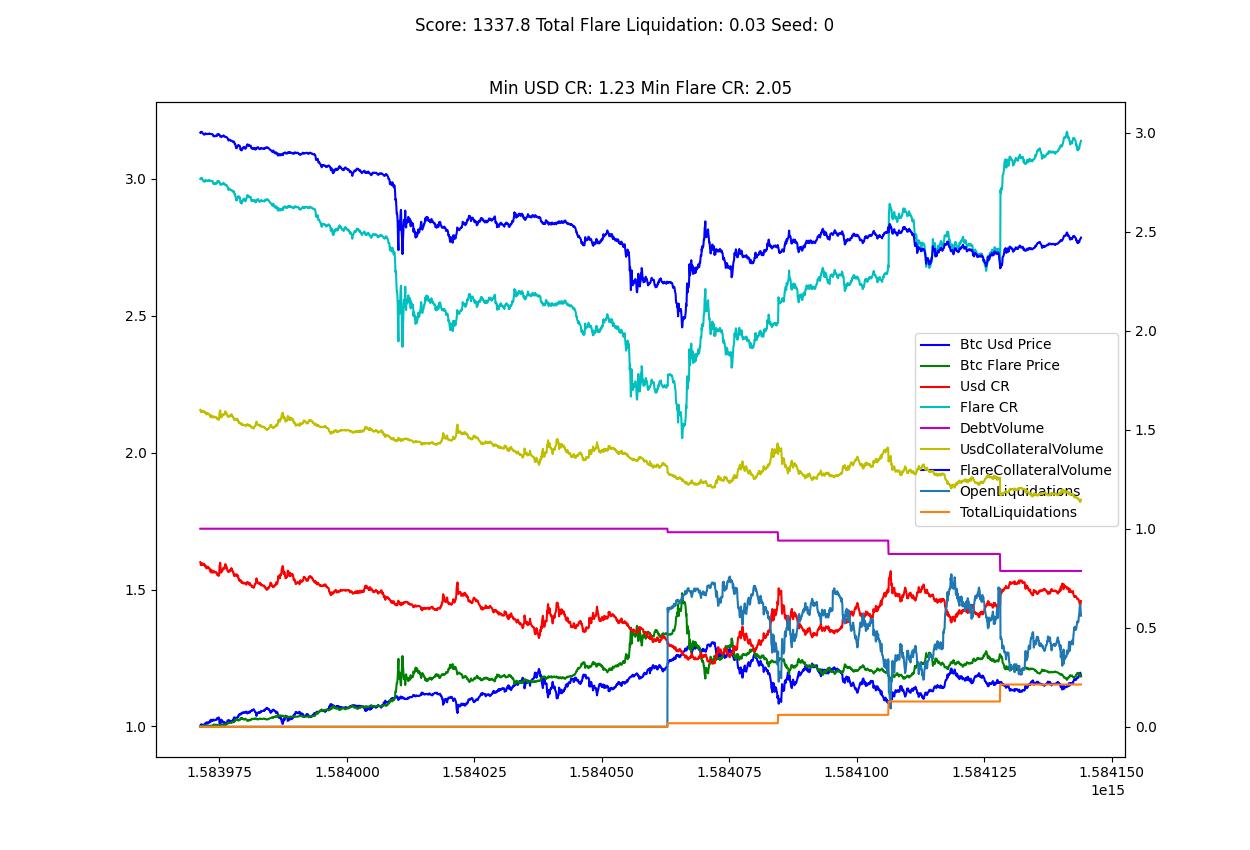 Score: 1337.8 Total Flare Liquidation: 0.03 Seed: 0
Min USD CR: 1.23 Min Flare CR: 2.05
3.0
2.5
2.0
1.5
1.0
3.0
2.5
2.0
1.5
1.0
0.5
0.0
Btc Usd Price
Btc Flare Price
Usd CR
Flare CR
DebtVolume
UsdCollateralVolume
FlareCollateralVolume
OpenLiquidations
TotalLiquidations
1.583975 1.584000 1.584025 1.584050 1.584075 1.584100 1.584125 1.584150
1e15